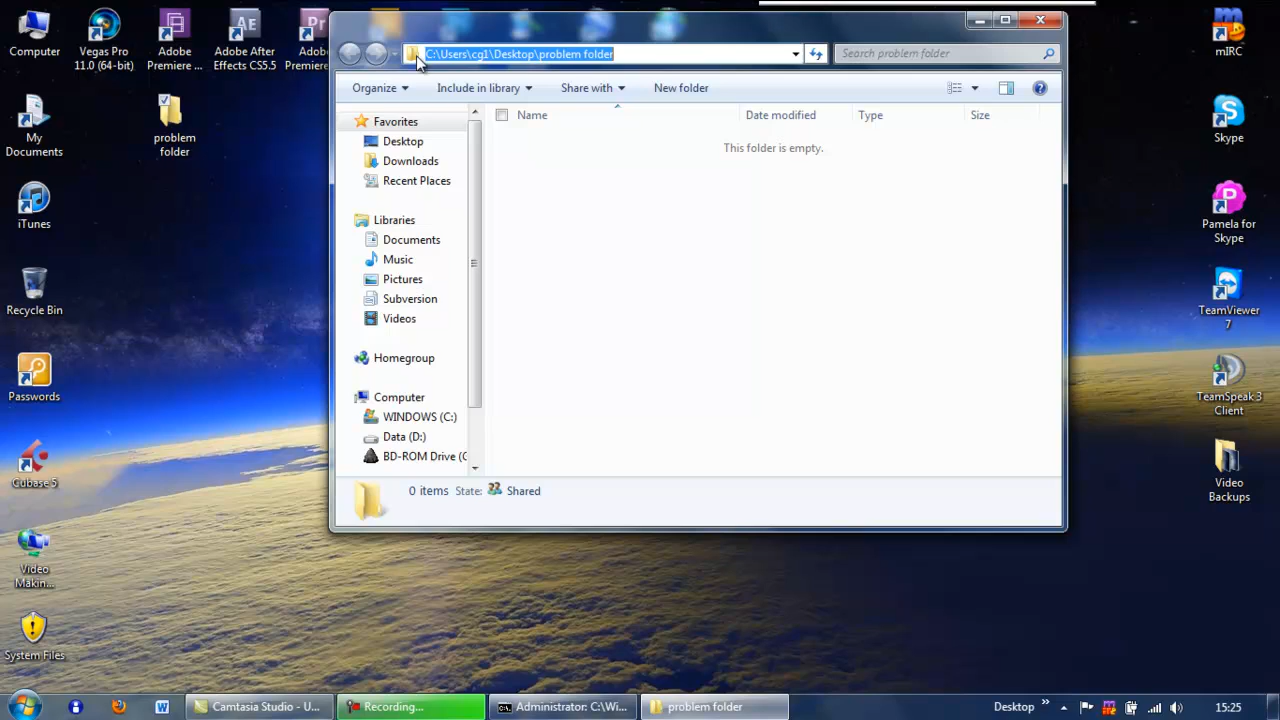 Computer
Vegas Pro
11.0 (64-bit)
Adobe
Premiere ...
Adobe After
Effects CS5.5
Adob
Premiere
My
Documents
problem
folder
iTunes
Recycle Bin
Passwords
Cubase 5
Video
Makin...
System Files
C:\Users\cg1\Desktop\problem folder
Search problem folder
Organize
Include in library
Share with
New folder
Favorites
Desktop
Downloads
Recent Places
Libraries
Documents
Music
Pictures
Subversion
Videos
Homegroup
Computer
WINDOWS (C:)
Data (D:)
BD-ROM Drive (
Name
Date modified
Type
Size
This folder is empty.
0 items
State:
Shared
mIRC
Skype
Pamela for
Skype
TeamViewer
7
TeamSpeak 3
Client
Video
Backups
Camtasia Studio - U...
Recording...
Administrator: C:\Wi...
problem folder
Desktop
15:25